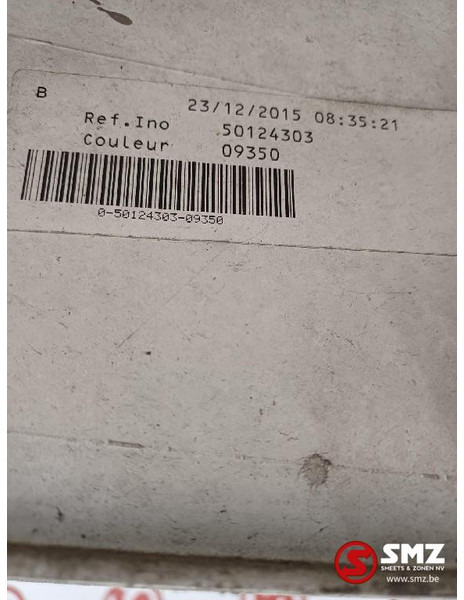 B
23/12/2015 08:35:21
Ref.Ino 50124303
Couleur 09350
0-50124303-09350
SMZ
SMEETS & ZONEN NV
www.smz.be